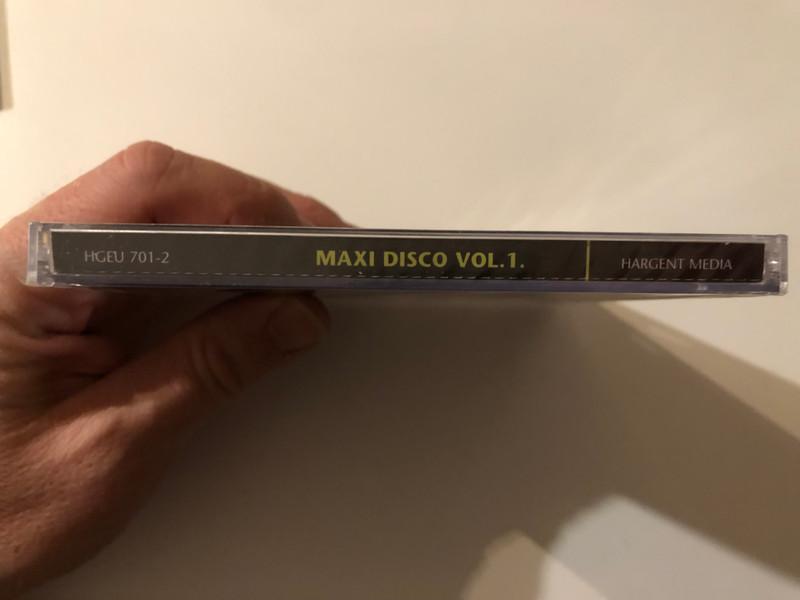 HGEU 701-2 MAXI DISCO VOL.1. HARGENT MEDIA